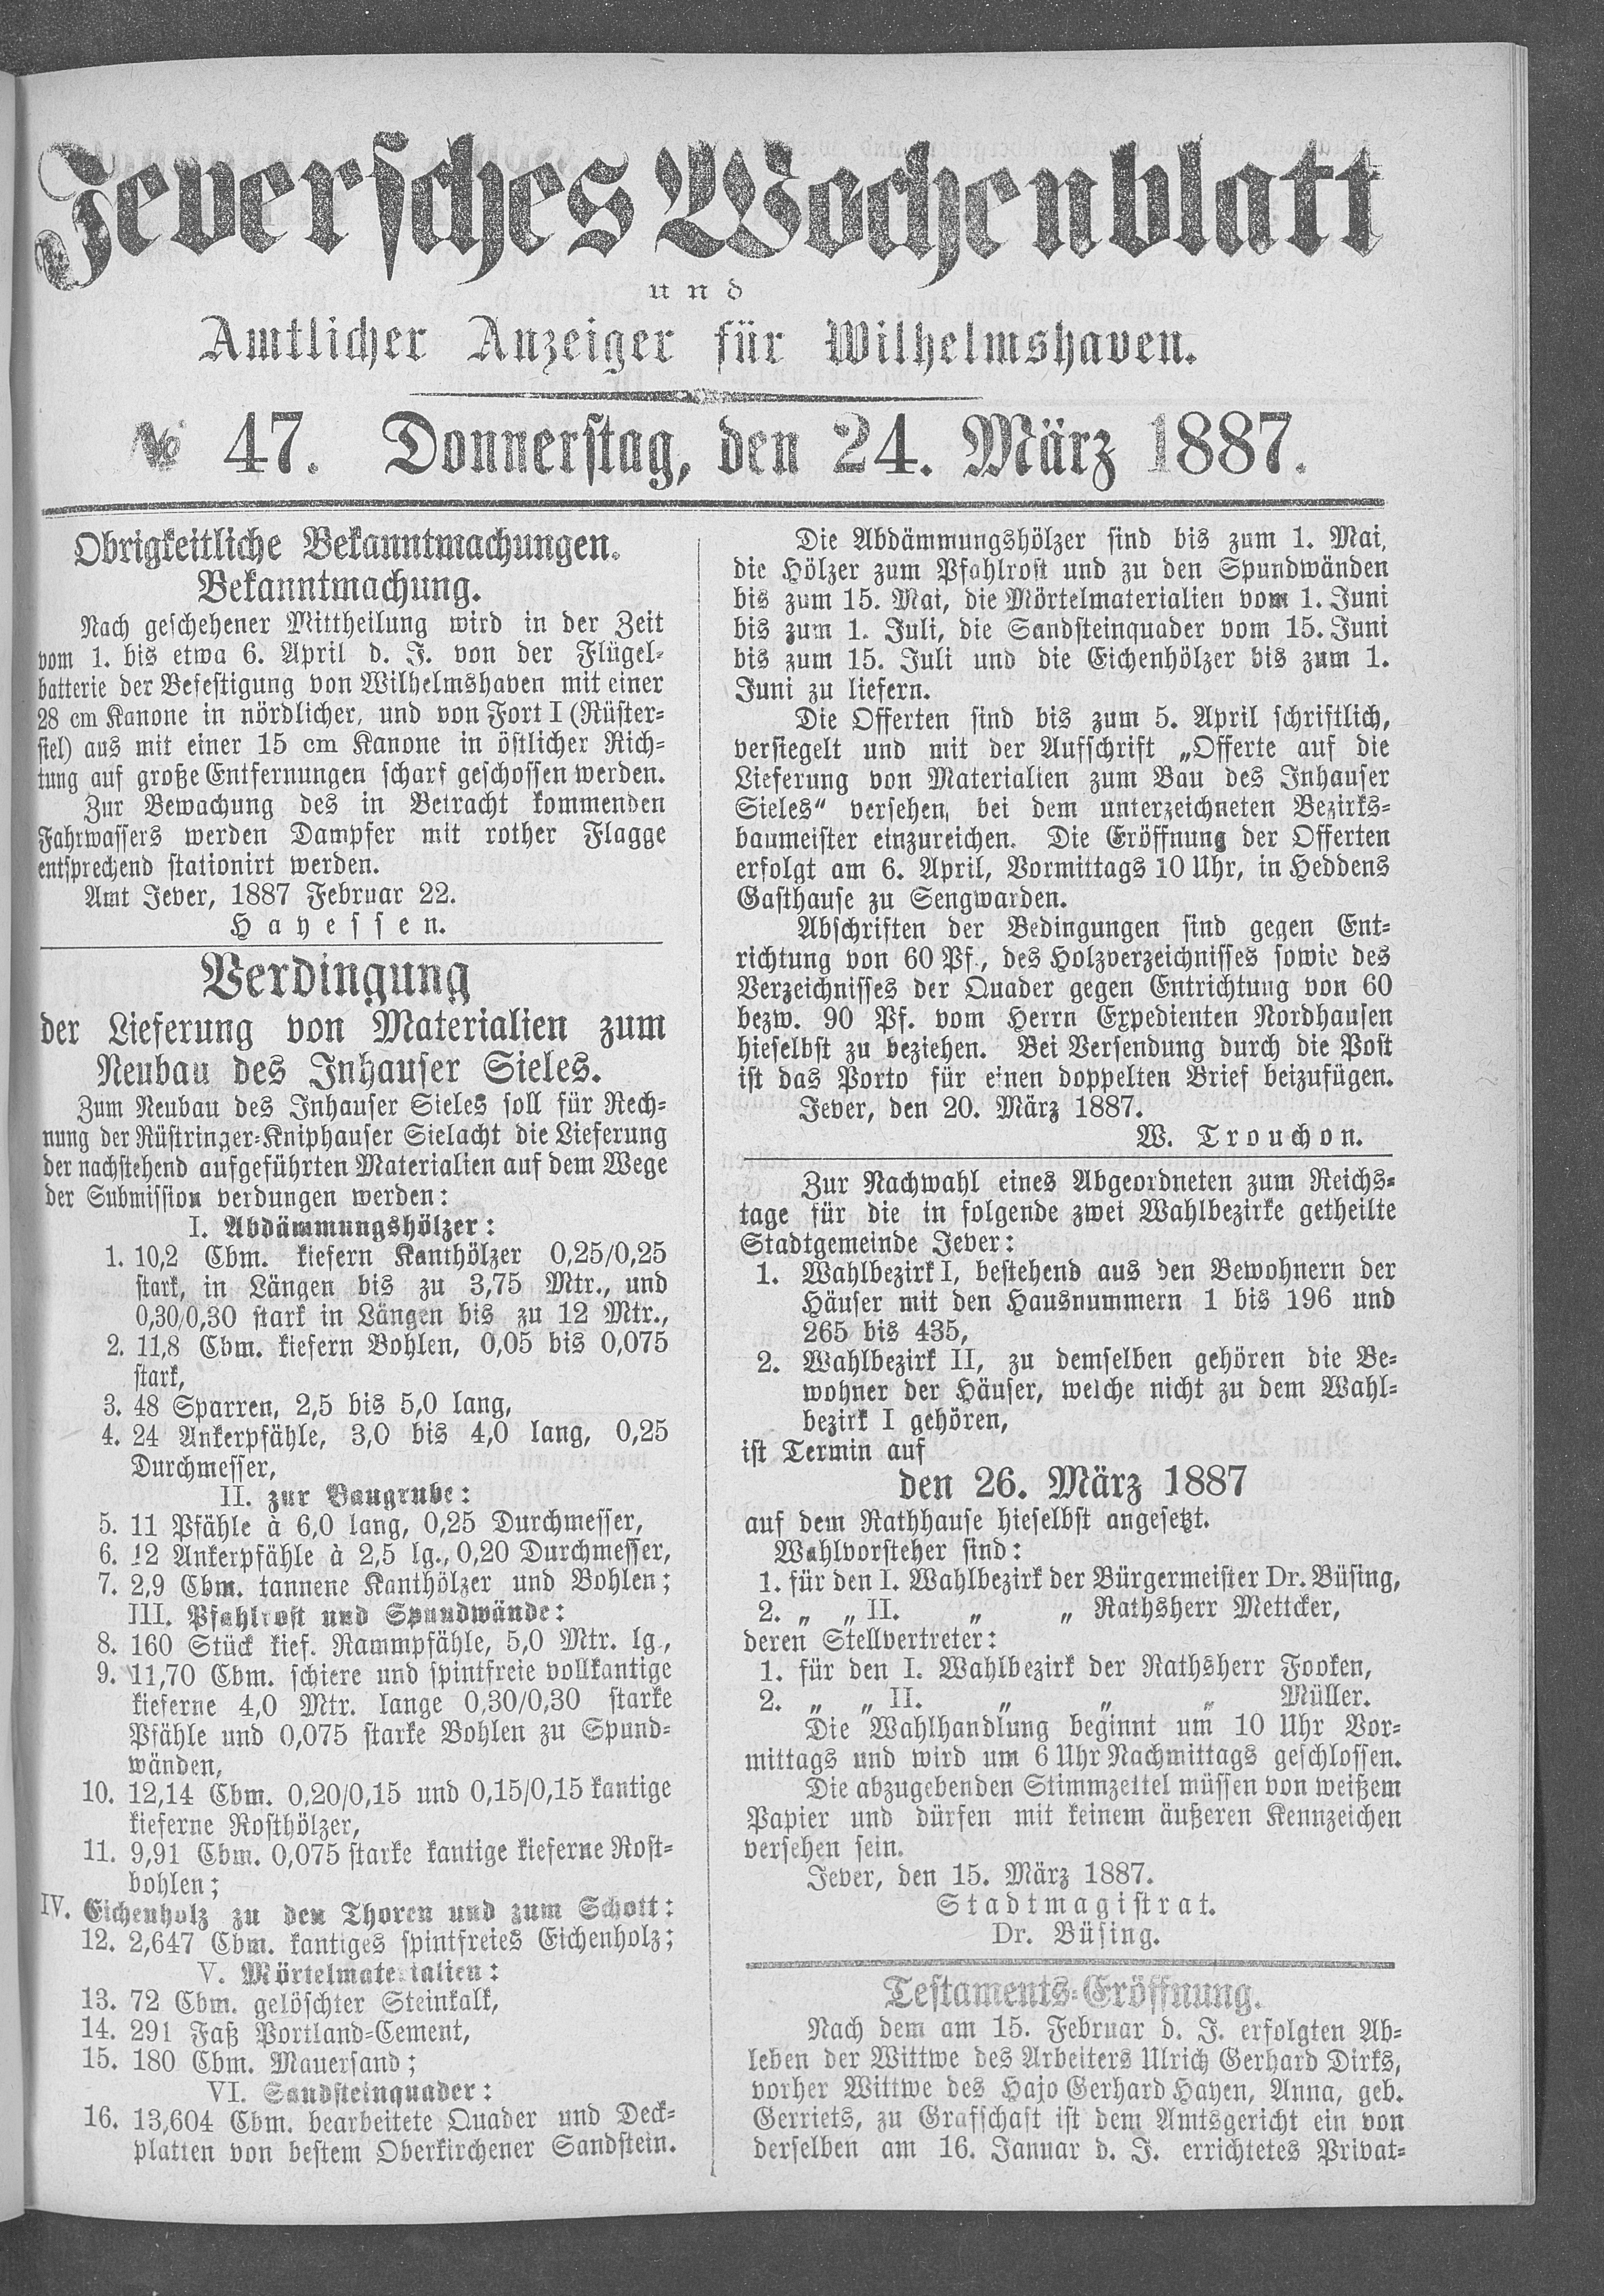 Jeversches Wochenblatt
und
Amtlicher Anzeiger für Wilhelmshaven.
№ 47. Donnerstag, den 24. März 1887.
Obrigkeitliche Bekanntmachungen.
Bekanntmachung.
Nach geschehener Mittheilung wird in der Zeit
vom 1. bis etwa 6. April d. J. von der Flügel-
batterie der Befestigung von Wilhelmshaven mit einer
28 cm Kanone in nördlicher, und von Fort I (Rüster-
siel) aus mit einer 15 cm Kanone in östlicher Rich-
tung auf große Entfernungen scharf geschossen werden.
Zur Bewachung des in Betracht kommenden
Fahrwassers werden Dampfer mit rother Flagge
entsprechend stationirt werden.
Amt Jever, 1887 Februar 22.
Hayessen.
Verdingung
der Lieferung von Materialien zum
Neubau des Inhauser Sieles.
Zum Neubau des Inhauser Sieles soll für Rech-
nung der Rüstringer-Kniphauser Sielacht die Lieferung
der nachstehend aufgeführten Materialien auf dem Wege
der Submission verdungen werden:
I. Abdämmungshölzer:
1. 10,2 Cbm. kiefern Kanthölzer 0,25/0,25
stark, in Längen bis zu 3,75 Mtr., und
0,30/0,30 stark in Längen bis zu 12 Mtr.,
2. 11,8 Cbm. kiefern Bohlen, 0,05 bis 0,075
stark,
3. 48 Sparren, 2,5 bis 5,0 lang,
4. 24 Ankerpfähle, 3,0 bis 4,0 lang, 0,25
Durchmesser,
II. zur Baugrube:
5. 11 Pfähle à 6,0 lang, 0,25 Durchmesser,
6. 12 Ankerpfähle à 2,5 lg., 0,20 Durchmesser,
7. 2,9 Cbm. tannene Kanthölzer und Bohlen;
III. Pfahlrost und Spundwände:
8. 160 Stück kief. Rammpfähle, 5,0 Mtr. lg.,
9. 11,70 Cbm. schiere und spintfreie vollkantige
kieferne 4,0 Mtr. lange 0,30/0,30 starke
Pfähle und 0,075 starke Bohlen zu Spund-
wänden,
10. 12,14 Cbm. 0,20/0,15 und 0,15/0,15 kantige
kieferne Rosthölzer,
11. 9,91 Cbm. 0,075 starke kantige kieferne Rost-
bohlen;
IV. Eichenholz zu den Thoren und zum Schott:
12. 2,647 Cbm. kantiges spintfreies Eichenholz;
V. Mörtelmaterialien:
13. 72 Cbm. gelöschter Steinkalk,
14. 291 Faß Portland-Cement,
15. 180 Cbm. Mauersand;
VI. Sandsteinquader:
16. 13,604 Cbm. bearbeitete Quader und Deck-
platten von bestem Oberkirchener Sandstein.
Die Abdämmungshölzer sind bis zum 1. Mai,
die Hölzer zum Pfahlrost und zu den Spundwänden
bis zum 15. Mai, die Mörtelmaterialien vom 1. Juni
bis zum 1. Juli, die Sandsteinquader vom 15. Juni
bis zum 15. Juli und die Eichenhölzer bis zum 1.
Juni zu liefern.
Die Offerten sind bis zum 5. April schriftlich,
versiegelt und mit der Aufschrift „Offerte auf die
Lieferung von Materialien zum Bau des Inhauser
Sieles“ versehen, bei dem unterzeichneten Bezirks-
baumeister einzureichen. Die Eröffnung der Offerten
erfolgt am 6. April, Vormittags 10 Uhr, in Heddens
Gasthause zu Sengwarden.
Abschriften der Bedingungen sind gegen Ent-
richtung von 60 Pf., des Holzverzeichnisses sowie des
Verzeichnisses der Quader gegen Entrichtung von 60
bezw. 90 Pf. vom Herrn Expedienten Nordhausen
hieselbst zu beziehen. Bei Versendung durch die Post
ist das Porto für einen doppelten Brief beizufügen.
Jever, den 20. März 1887.
W. Trouchon.
Zur Nachwahl eines Abgeordneten zum Reichs-
tage für die in folgende zwei Wahlbezirke getheilte
Stadtgemeinde Jever:
1. Wahlbezirk I, bestehend aus den Bewohnern der
Häuser mit den Hausnummern 1 bis 196 und
265 bis 435,
2. Wahlbezirk II, zu demselben gehören die Be-
wohner der Häuser, welche nicht zu dem Wahl-
bezirk I gehören,
ist Termin auf
den 26. März 1887
auf dem Rathhause hieselbst angesetzt.
Wahlvorsteher sind:
1. für den I. Wahlbezirk der Bürgermeister Dr. Büsing,
2. „ „ II. „ „ Rathsherr Mettcker,
deren Stellvertreter:
1. für den I. Wahlbezirk der Rathsherr Fooken,
2. „ „ II. „ „ „ Müller.
Die Wahlhandlung beginnt um 10 Uhr Vor-
mittags und wird um 6 Uhr Nachmittags geschlossen.
Die abzugebenden Stimmzettel müssen von weißem
Papier und dürfen mit keinem äußeren Kennzeichen
versehen sein.
Jever, den 15. März 1887.
Stadtmagistrat.
Dr. Büsing.
Testaments-Eröffnung.
Nach dem am 15. Februar d. J. erfolgten Ab-
leben der Wittwe des Arbeiters Ulrich Gerhard Dirks,
vorher Wittwe des Hajo Gerhard Hayen, Anna, geb.
Gerriets, zu Grafschaft ist dem Amtsgericht ein von
derselben am 16. Januar d. J. errichtetes Privat-